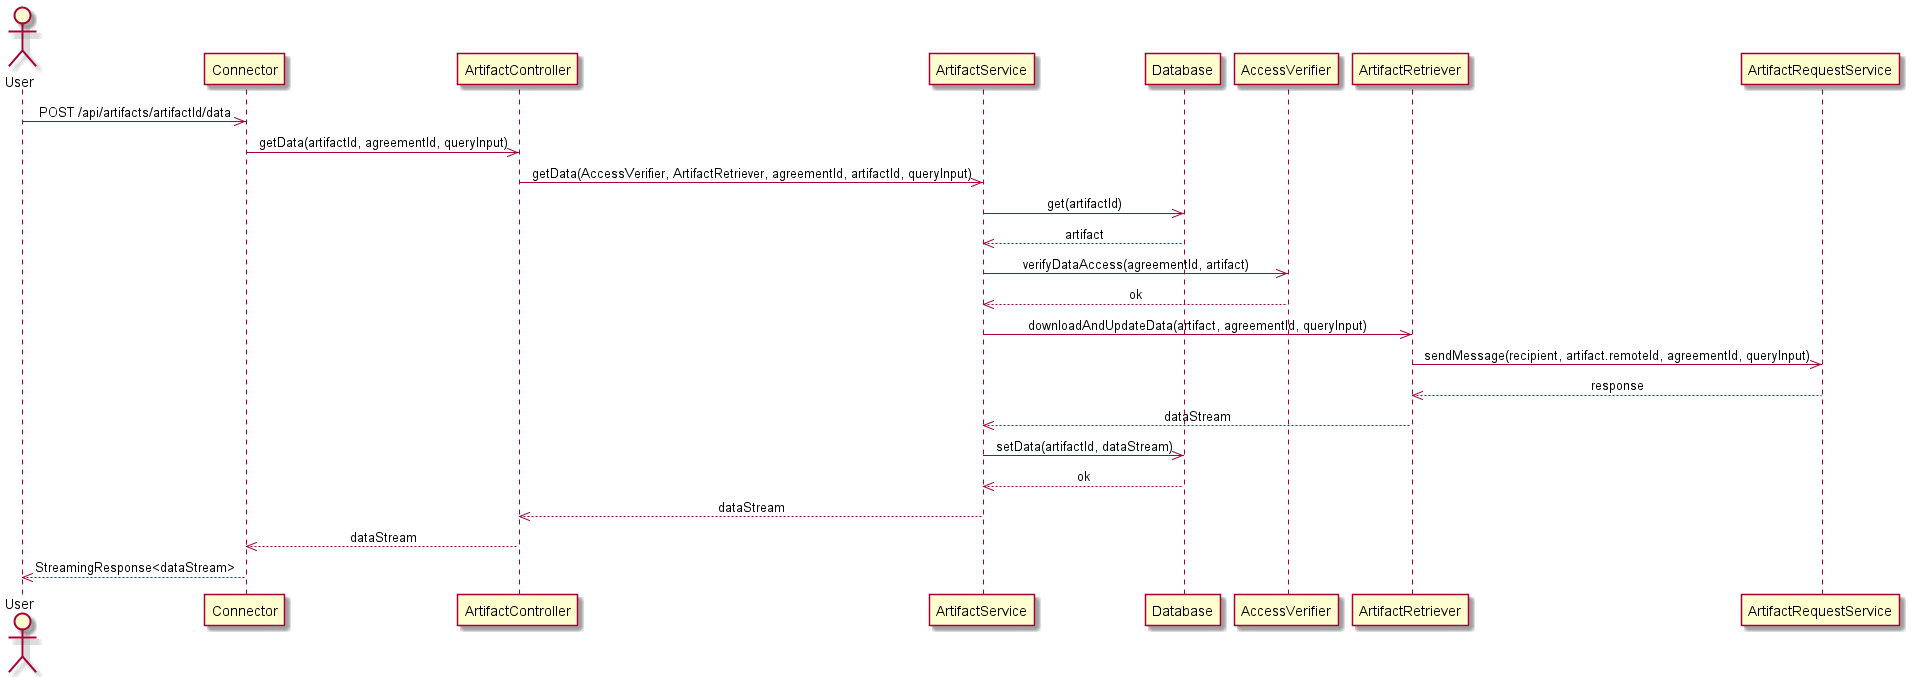 User
Connector
ArtifactController
ArtifactService
Database
AccessVerifier
ArtifactRetriever
ArtifactRequestService
POST /api/artifacts/artifactId/data
getData(artifactId, agreementId, queryInput)
getData(AccessVerifier, ArtifactRetriever, agreementId, artifactId, queryInput)
get(artifactId)
artifact
verifyDataAccess(agreementId, artifact)
ok
downloadAndUpdateData(artifact, agreementId, queryInput)
sendMessage(recipient, artifact.remoteId, agreementId, queryInput)
response
dataStream
setData(artifactId, dataStream)
ok
dataStream
dataStream
StreamingResponse<dataStream>
User
Connector
ArtifactController
ArtifactService
Database
AccessVerifier
ArtifactRetriever
ArtifactRequestService